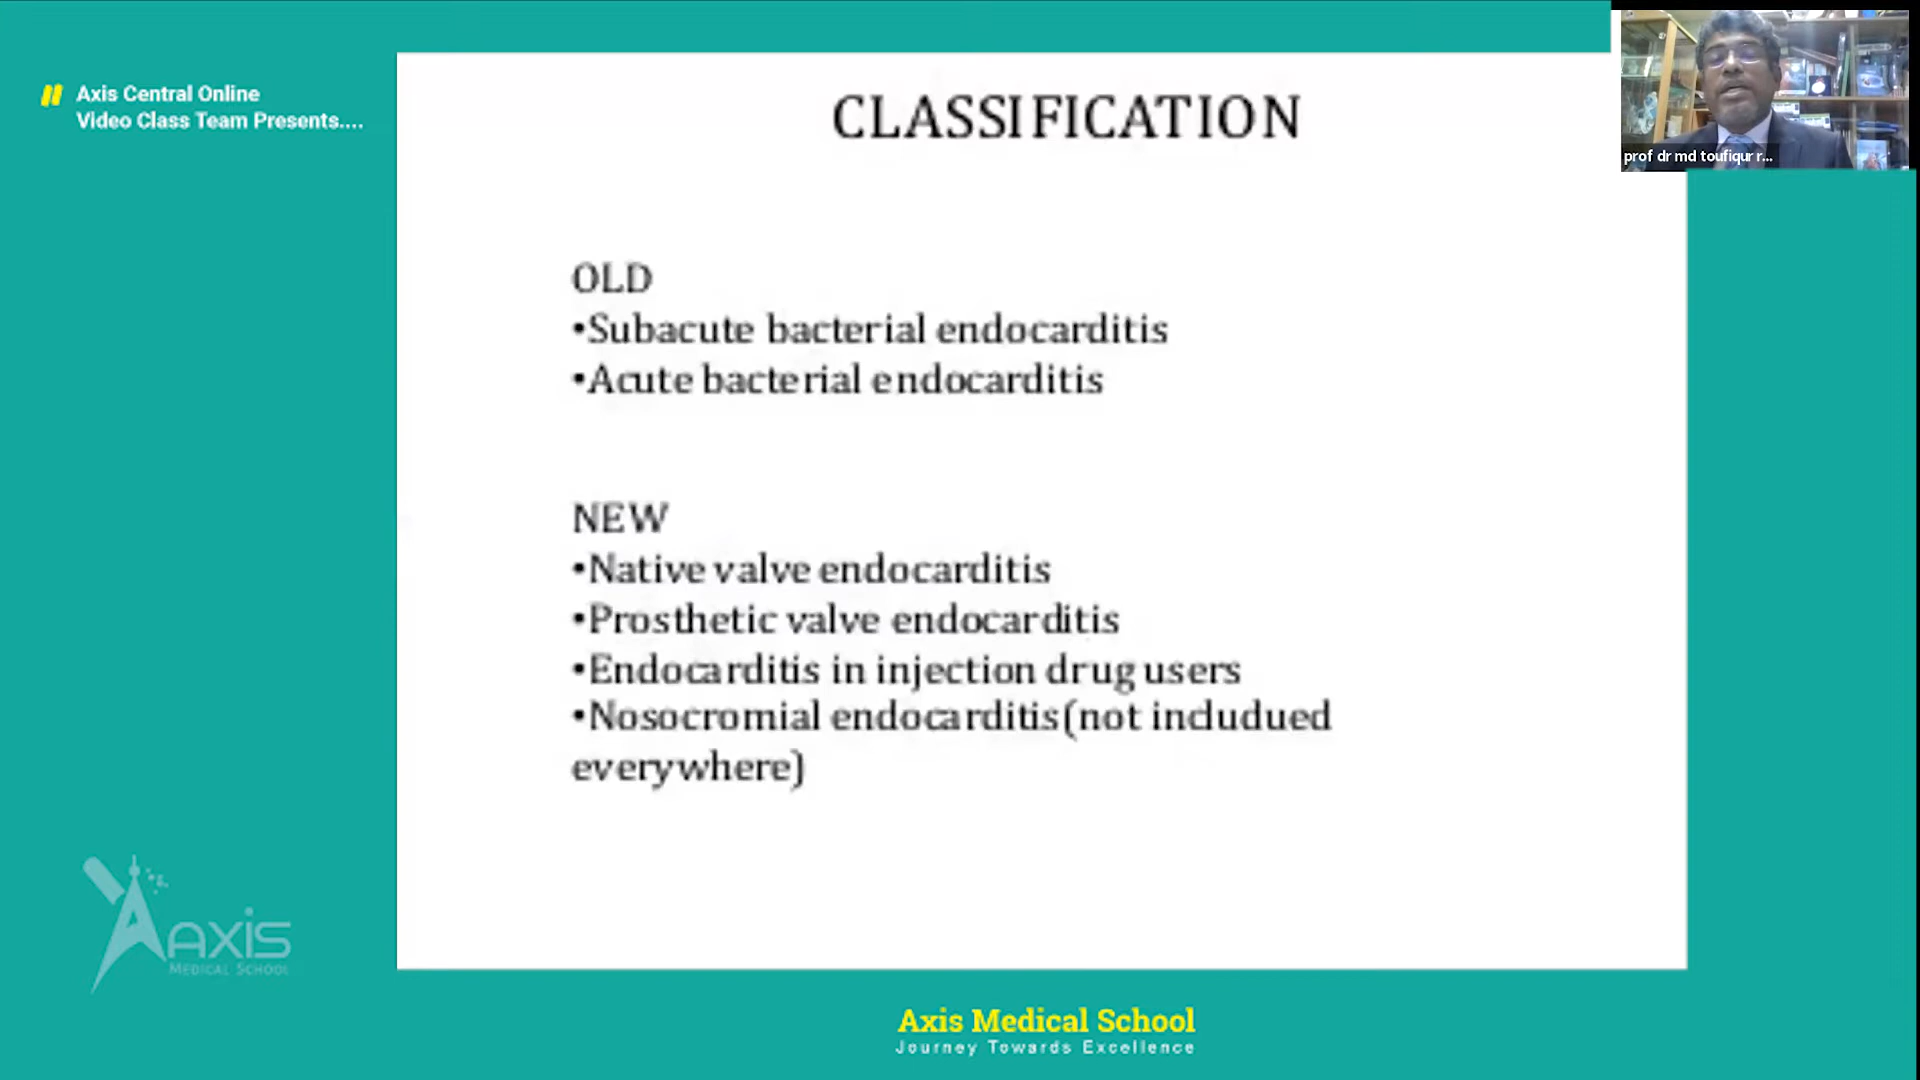 Axis Central Online
Video Class Team Presents....
CLASSIFICATION
prof dr md toufiqur r...
OLD
•Subacute bacterial endocarditis
•Acute bacterial endocarditis
NEW
•Native valve endocarditis
•Prosthetic valve endocarditis
•Endocarditis in injection drug users
•Nosocromial endocarditis(not includued
everywhere)
AXIS
MEDICAL SCHOOL
Axis Medical School
Journey Towards Excellence